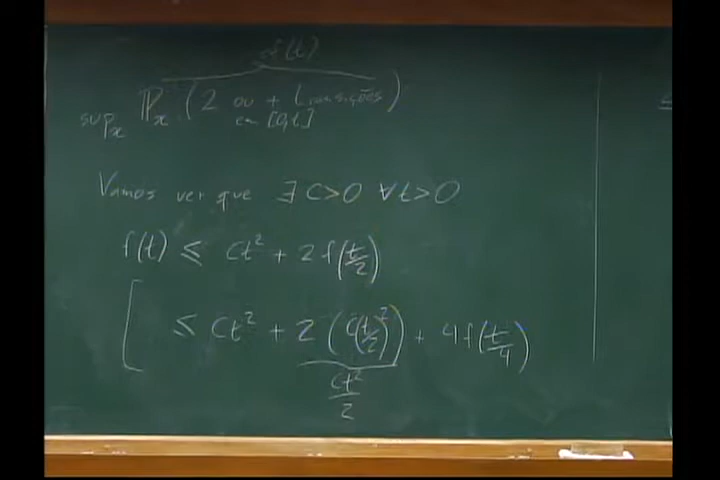 =f(t)
sup_x ℙ_x (2 ou + transições em [0,t])
Vamos ver que ∃ C>0 ∀t>0
f(t) ≤ Ct² + 2f(t/2)
[ ≤ Ct² + 2(C(t/2)²) + 4f(t/4)
Ct²/2